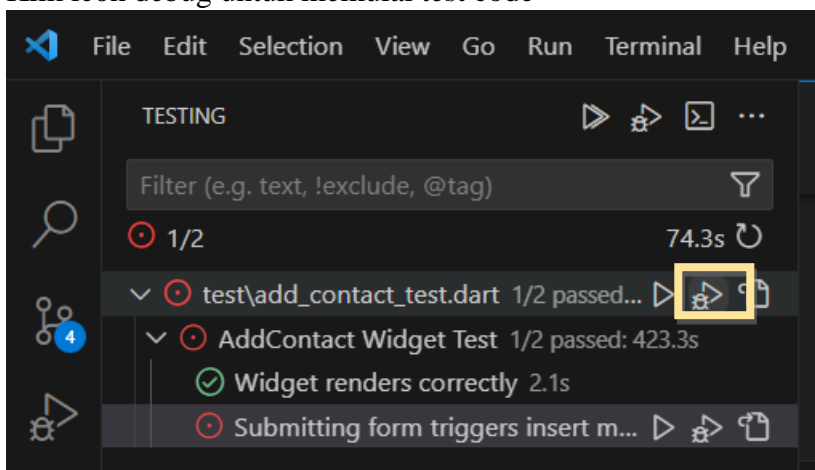 Klik icon debug untuk memulai test code
File Edit Selection View Go Run Terminal Help
TESTING
Filter (e.g. text, !exclude, @tag)
1/2 74.3s
test\add_contact_test.dart 1/2 passed...
4
AddContact Widget Test 1/2 passed: 423.3s
Widget renders correctly 2.1s
Submitting form triggers insert m...